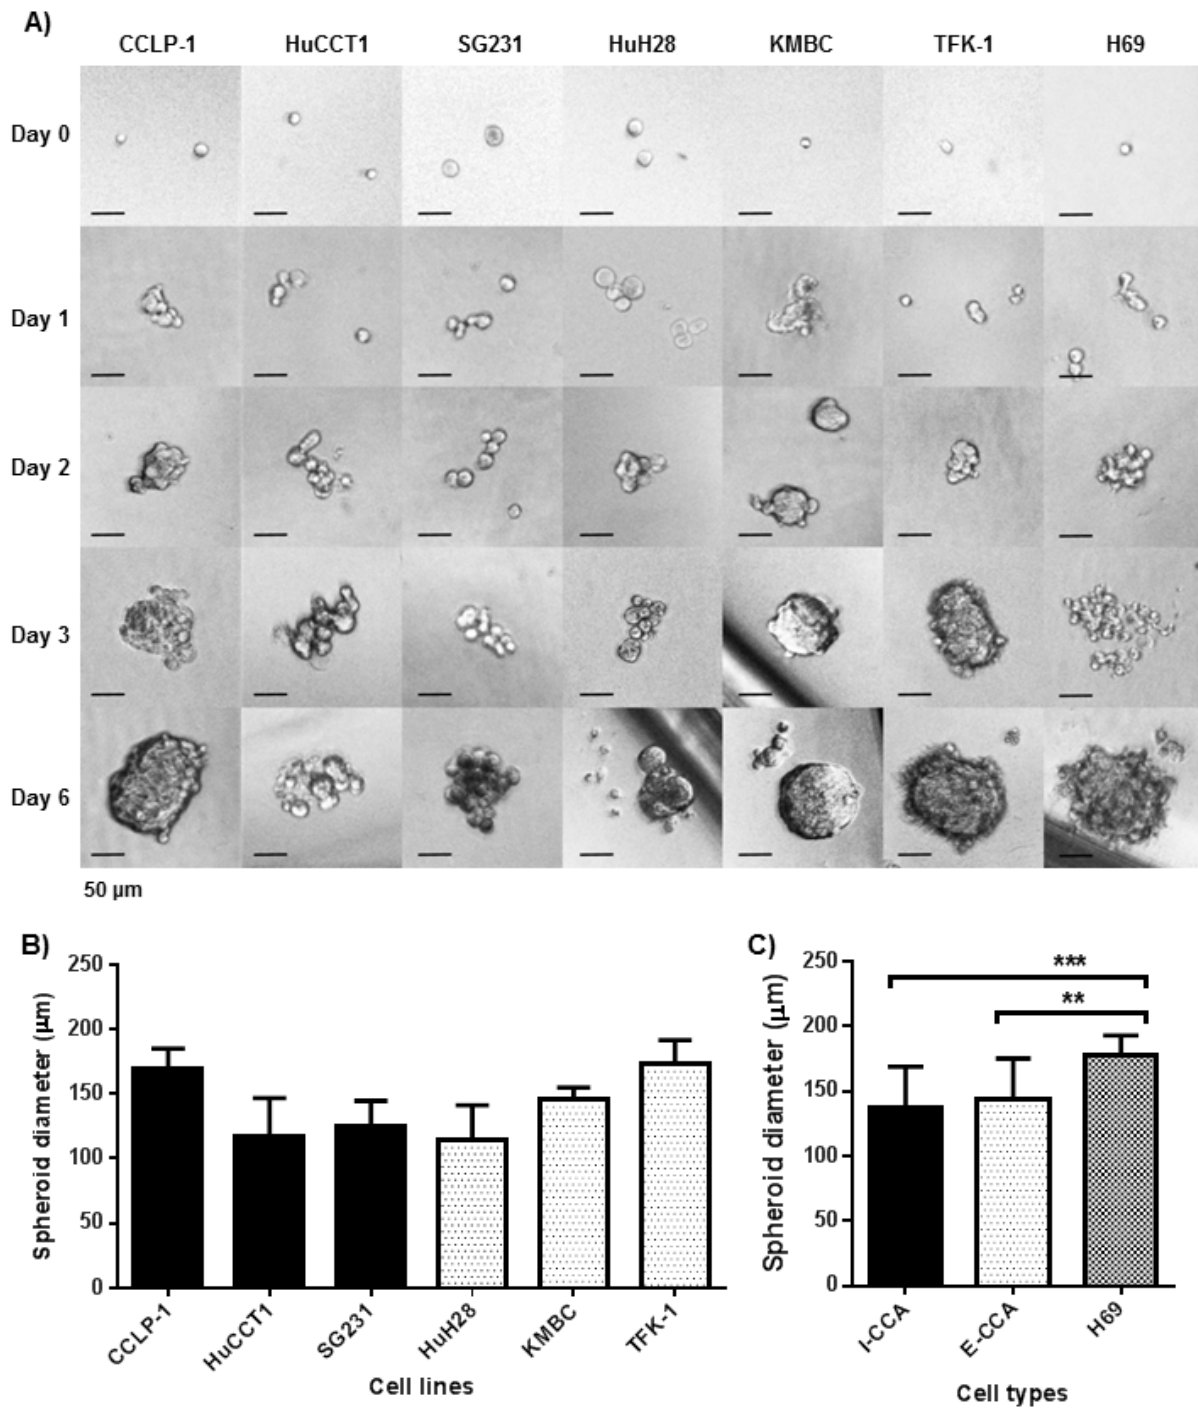 A)
CCLP-1 HuCCT1 SG231 HuH28 KMBC TFK-1 H69
Day 0
Day 1
Day 2
Day 3
Day 6
50 µm
B)
Spheroid diameter (µm)
250
200
150
100
50
0
CCLP-1 HuCCT1 SG231 HuH28 KMBC TFK-1
Cell lines
C)
Spheroid diameter (µm)
250
200
150
100
50
0
***
**
I-CCA E-CCA H69
Cell types